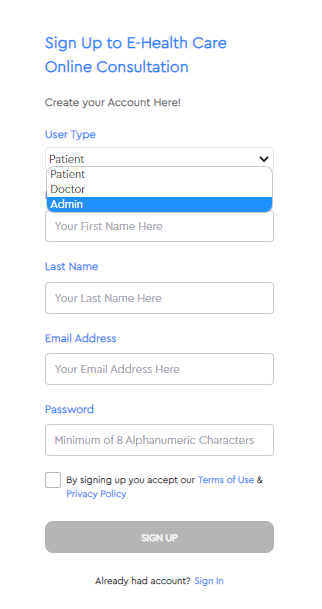 Sign Up to E-Health Care
Online Consultation
Create your Account Here!
User Type
Patient
Patient
Doctor
Admin
Your First Name Here
Last Name
Your Last Name Here
Email Address
Your Email Address Here
Password
Minimum of 8 Alphanumeric Characters
By signing up you accept our Terms of Use &
Privacy Policy
SIGN UP
Already had account? Sign In